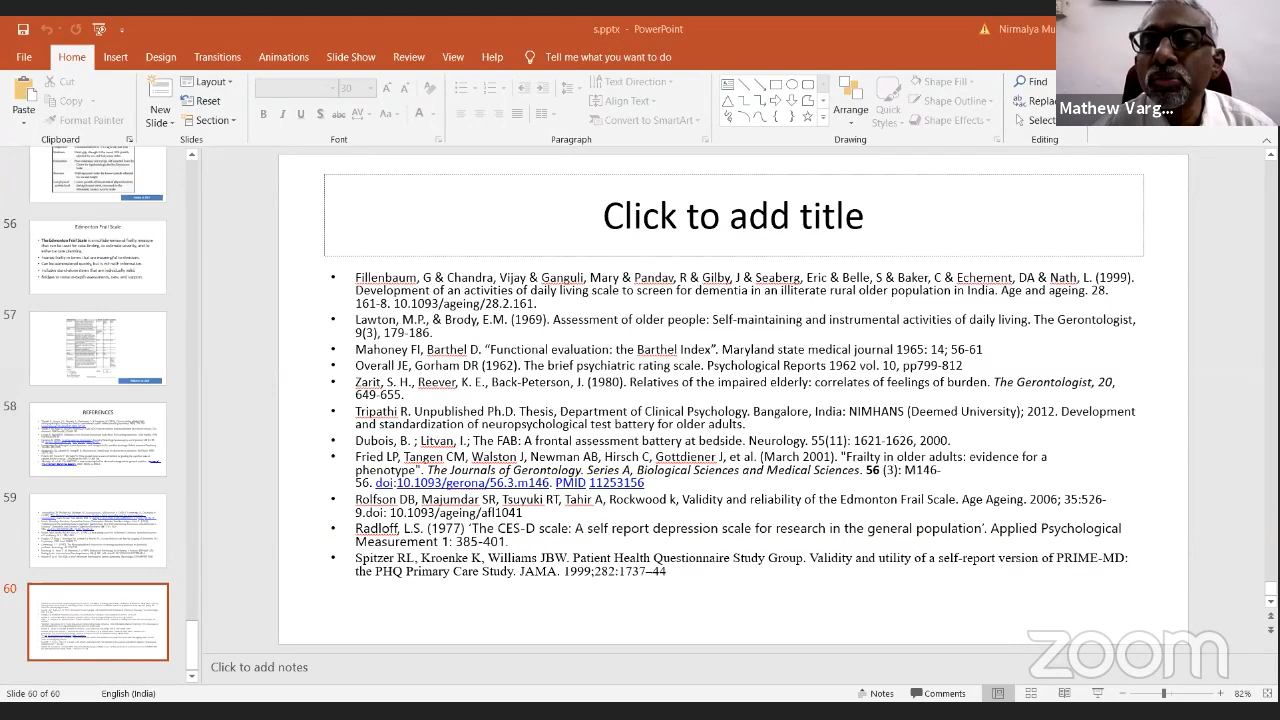 s.pptx - PowerPoint
Nirmalya Mu
File Home Insert Design Transitions Animations Slide Show Review View Help Tell me what you want to do
Paste
Cut
Copy
Format Painter
Clipboard
New
Slide
Layout
Reset
Section
Slides
30
B I U S abc AV Aa A
Font
Text Direction
Align Text
Convert to SmartArt
Paragraph
Arrange
Quick
Styles
Shape Fill
Shape Outline
Shape Effects
Drawing
Find
Replac
Select
Editing
Mathew Varg...
56
Edmonton Frail Scale
57
58
REFERENCES
59
60
Click to add title
• Fillenbaum, G & Chandra, Vijay & Ganguli, Mary & Pandav, R & Gilby, J & Seaberg, Eric & Belle, S & Baker, C & Echement, DA & Nath, L. (1999).
Development of an activities of daily living scale to screen for dementia in an illiterate rural older population in India. Age and ageing. 28.
161-8. 10.1093/ageing/28.2.161.
• Lawton, M.P., & Brody, E.M. (1969). Assessment of older people: Self-maintaining and instrumental activities of daily living. The Gerontologist,
9(3), 179-186.
• Mahoney FI, Barthel D. “Functional evaluation: the Barthel Index”. Maryland State medical journal 1965: 14;56-61
• Overall JE, Gorham DR (1962). The brief psychiatric rating scale. Psychological Reports 1962 vol. 10, pp799-812
• Zarit, S. H., Reever, K. E., Back-Peterson, J. (1980). Relatives of the impaired elderly: correlates of feelings of burden. The Gerontologist, 20,
649-655.
• Tripathi R. Unpublished Ph.D. Thesis, Department of Clinical Psychology. Bangalore, India: NIMHANS (Deemed University); 2012. Development
and standardization of neuropsychological test battery for older adults.
• Dubois, B. ; Litvan, I.; The FAB: A frontal assessment battery at bedside. Neurology. 55(11): 1621-1626, 2000.
• Fried LP, Tangen CM, Walston J, Newman AB, Hirsch C, Gottdiener J, et al. (March 2001). "Frailty in older adults: evidence for a
phenotype". The Journals of Gerontology. Series A, Biological Sciences and Medical Sciences. 56 (3): M146-
56. doi:10.1093/gerona/56.3.m146. PMID 11253156
• Rolfson DB, Majumdar SR, Tsuyuki RT, Tahir A, Rockwood k, Validity and reliability of the Edmonton Frail Scale. Age Ageing. 2006; 35:526-
9.doi: 10.1093/ageing/afl1041
• Radloff, L.S. (1977) 'The CES-D scale: A self report depression scale for research in the general population'. Applied Psychological
Measurement 1: 385-401.
• Spitzer RL, Kroenke K, Williams JBW. Patient Health Questionnaire Study Group. Validity and utility of a self-report version of PRIME-MD:
the PHQ Primary Care Study. JAMA. 1999;282:1737–44
zoom
Click to add notes
Slide 60 of 60 English (India) Notes Comments 82%